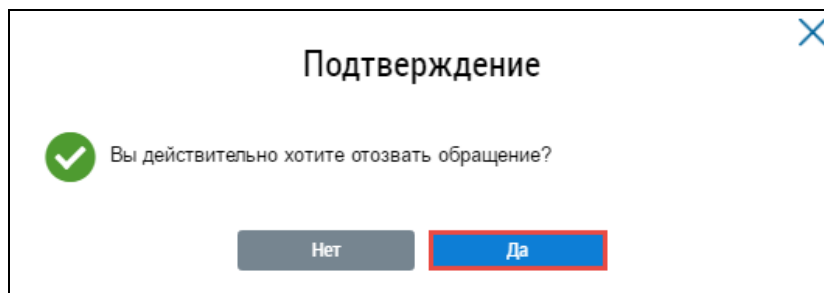 Подтверждение
Вы действительно хотите отозвать обращение?
Нет Да